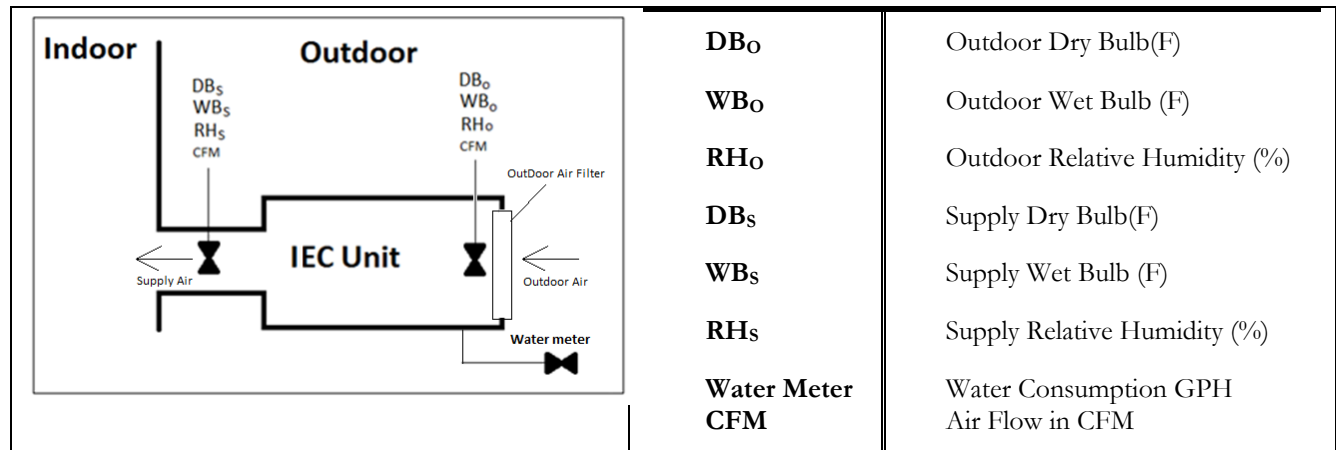 Indoor
Outdoor
DBS
WBS
RHS
CFM
DBo
WBo
RHo
CFM
OutDoor Air Filter
IEC Unit
Supply Air
Outdoor Air
Water meter
DBO Outdoor Dry Bulb(F)
WBO Outdoor Wet Bulb (F)
RHO Outdoor Relative Humidity (%)
DBS Supply Dry Bulb(F)
WBS Supply Wet Bulb (F)
RHS Supply Relative Humidity (%)
Water Meter Water Consumption GPH
CFM Air Flow in CFM